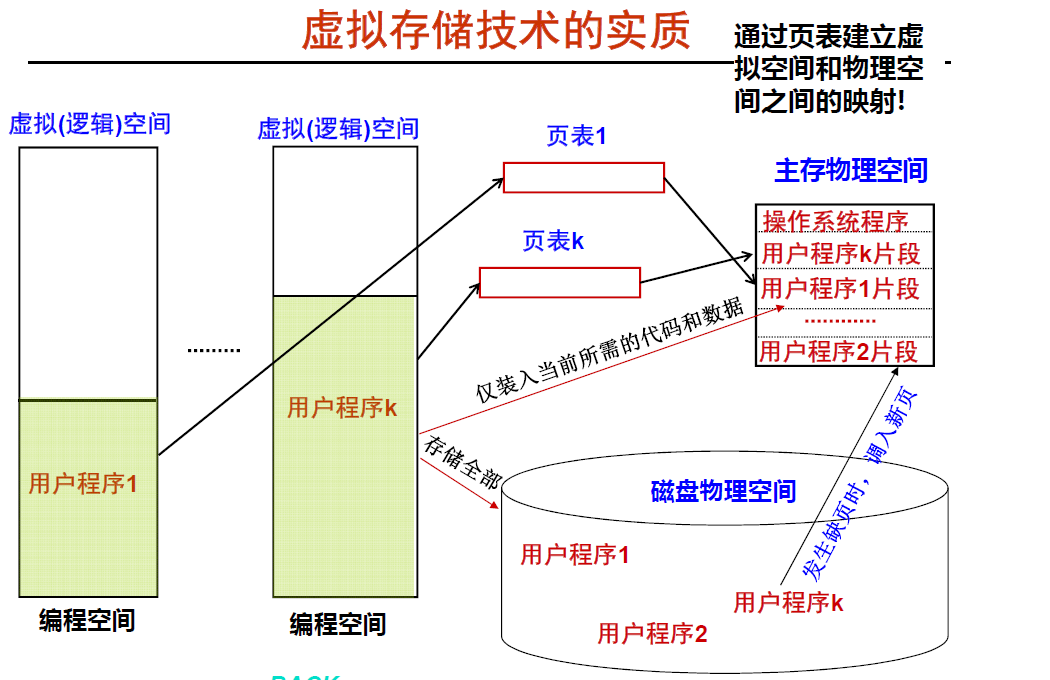 虚拟存储技术的实质
通过页表建立虚
拟空间和物理空
间之间的映射!
虚拟(逻辑)空间
虚拟(逻辑)空间
页表1
主存物理空间
操作系统程序
页表k
用户程序k片段
用户程序1片段
…………
用户程序2片段
………
仅装入当前所需的代码和数据
用户程序k
存储全部
用户程序1
发生缺页时，调入新页
磁盘物理空间
用户程序1
用户程序k
用户程序2
编程空间
编程空间
BACK